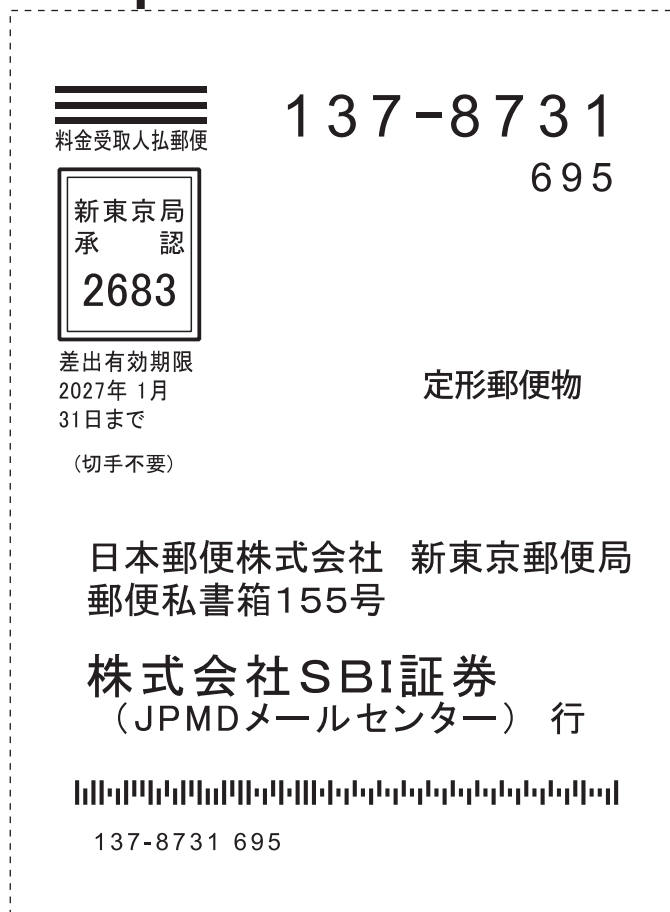 137-8731
695
料金受取人払郵便
新東京局
承　認
2683
差出有効期限
2027年 1月
31日まで
（切手不要）
定形郵便物
日本郵便株式会社　新東京郵便局
郵便私書箱155号
株式会社SBI証券
（JPMDメールセンター）　行
137-8731 695